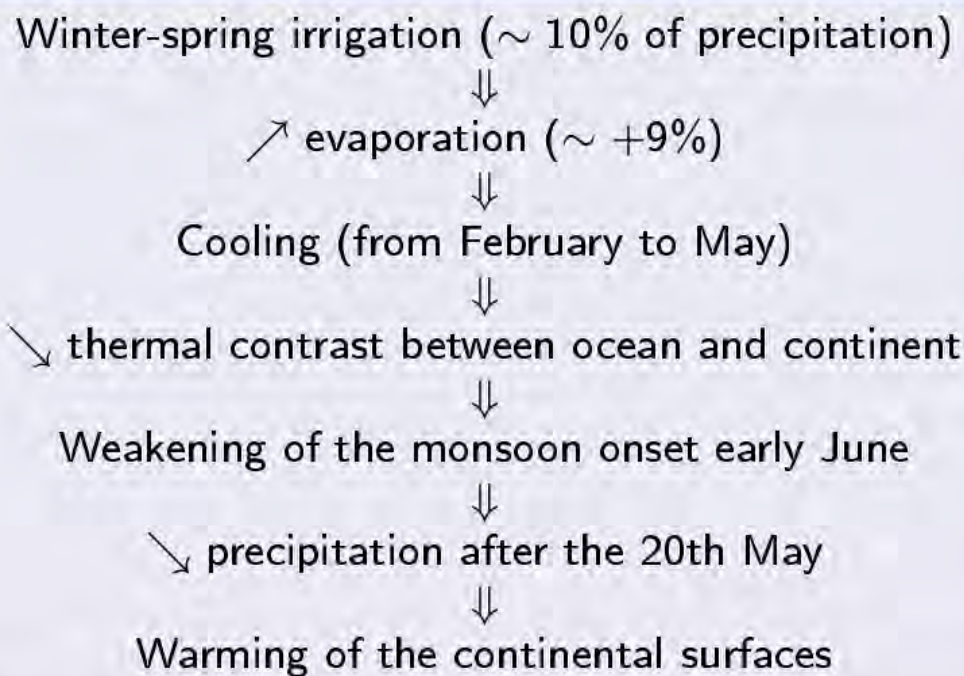 Winter-spring irrigation (∼ 10% of precipitation)
⇓
↗ evaporation (∼ +9%)
⇓
Cooling (from February to May)
⇓
↘ thermal contrast between ocean and continent
⇓
Weakening of the monsoon onset early June
⇓
↘ precipitation after the 20th May
⇓
Warming of the continental surfaces